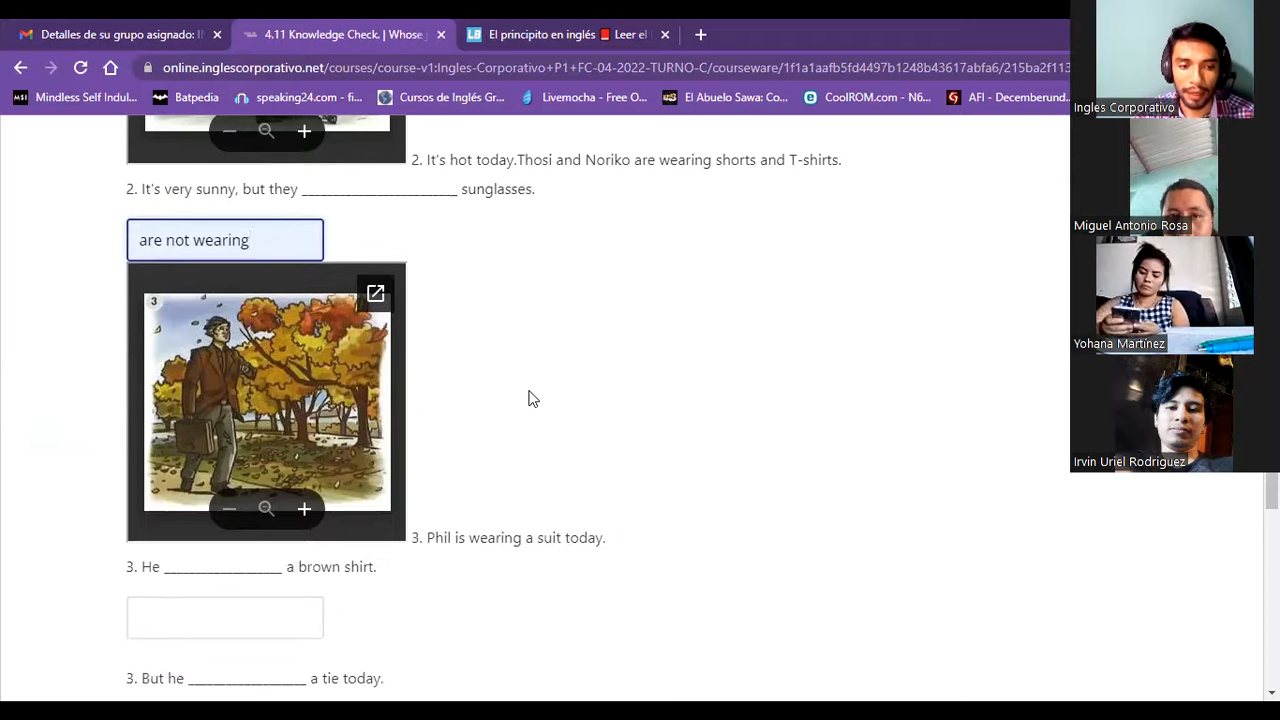 Detalles de su grupo asignado: I
4.11 Knowledge Check. | Whose
El principito en inglés 📕 Leer el
online.inglescorporativo.net/courses/course-v1:Ingles-Corporativo+P1+FC-04-2022-TURNO-C/courseware/1f1a1aafb5fd4497b1248b43617abfa6/215ba2f113
Mindless Self Indul... Batpedia speaking24.com - fi... Cursos de Inglés Gr... Livemocha - Free O... El Abuelo Sawa: Co... CoolROM.com - N6... AFI - Decemberund...
2. It's hot today.Thosi and Noriko are wearing shorts and T-shirts.
2. It's very sunny, but they _________________________ sunglasses.
are not wearing
3
3. Phil is wearing a suit today.
3. He ___________________ a brown shirt.
3. But he ___________________ a tie today.
Ingles Corporativo
Miguel Antonio Rosa
Yohana Martínez
Irvin Uriel Rodriguez